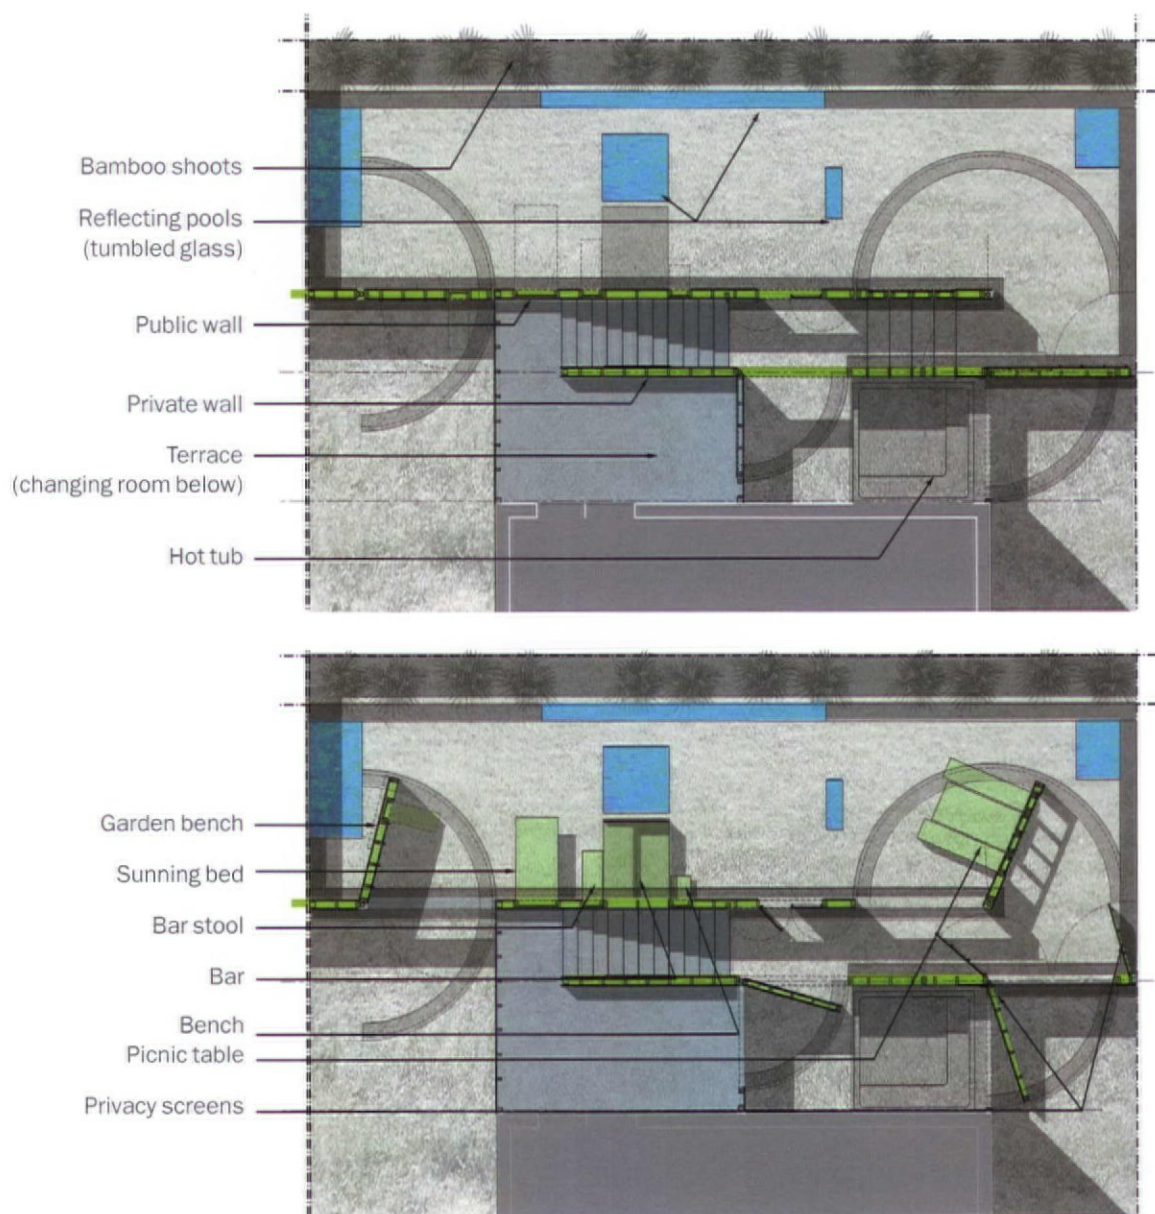 Bamboo shoots
Reflecting pools
(tumbled glass)
Public wall
Private wall
Terrace
(changing room below)
Hot tub
Garden bench
Sunning bed
Bar stool
Bar
Bench
Picnic table
Privacy screens